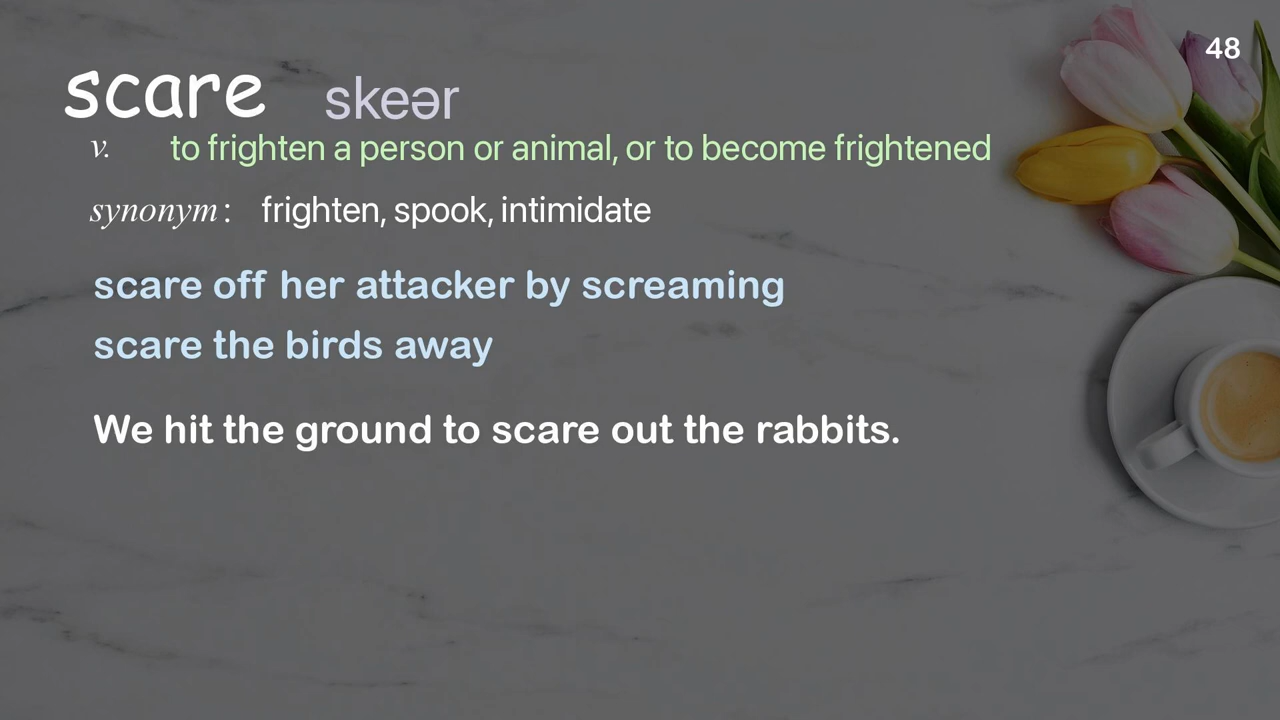 48
scare skeər
v. to frighten a person or animal, or to become frightened
synonym: frighten, spook, intimidate
scare off her attacker by screaming
scare the birds away
We hit the ground to scare out the rabbits.